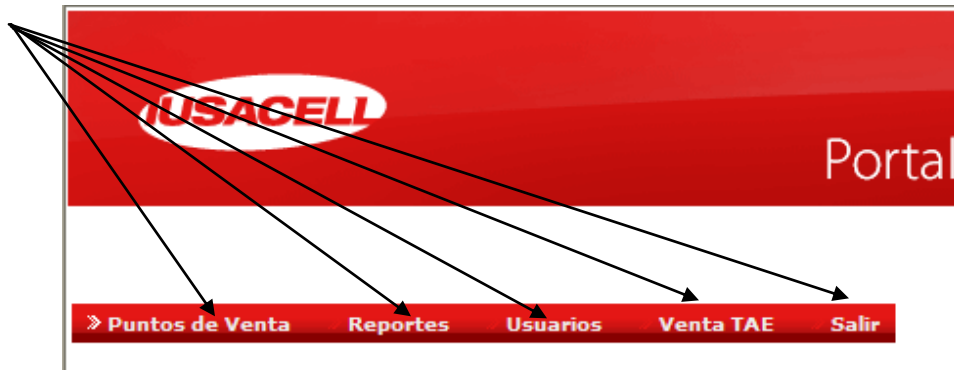 IUSACELL
Portal
» Puntos de Venta Reportes Usuarios Venta TAE Salir